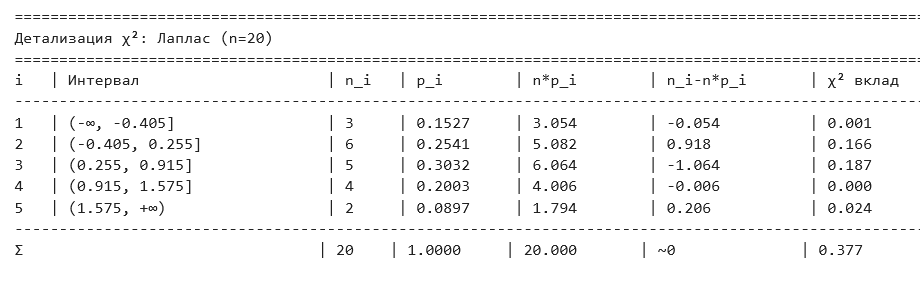 ================================================================================
Детализация χ²: Лаплас (n=20)
================================================================================
i | Интервал | n_i | p_i | n*p_i | n_i-n*p_i | χ² вклад
--------------------------------------------------------------------------------
1 | (-∞, -0.405] | 3 | 0.1527 | 3.054 | -0.054 | 0.001
2 | (-0.405, 0.255] | 6 | 0.2541 | 5.082 | 0.918 | 0.166
3 | (0.255, 0.915] | 5 | 0.3032 | 6.064 | -1.064 | 0.187
4 | (0.915, 1.575] | 4 | 0.2003 | 4.006 | -0.006 | 0.000
5 | (1.575, +∞) | 2 | 0.0897 | 1.794 | 0.206 | 0.024
--------------------------------------------------------------------------------
Σ | 20 | 1.0000 | 20.000 | ~0 | 0.377